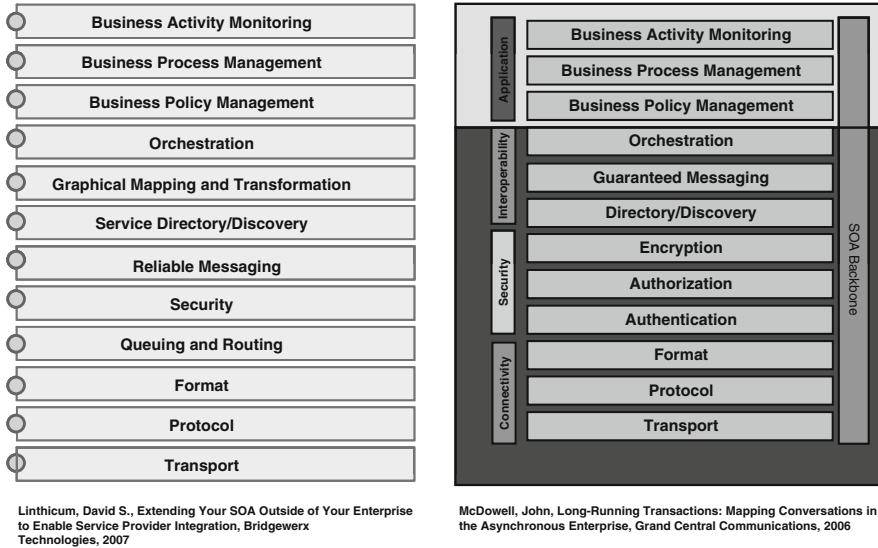 Business Activity Monitoring
Business Process Management
Business Policy Management
Orchestration
Graphical Mapping and Transformation
Service Directory/Discovery
Reliable Messaging
Security
Queuing and Routing
Format
Protocol
Transport
Linthicum, David S., Extending Your SOA Outside of Your Enterprise
to Enable Service Provider Integration, Bridgewerx
Technologies, 2007
Application
Business Activity Monitoring
Business Process Management
Business Policy Management
Interoperability
Orchestration
Guaranteed Messaging
Directory/Discovery
Security
Encryption
Authorization
Authentication
Connectivity
Format
Protocol
Transport
SOA Backbone
McDowell, John, Long-Running Transactions: Mapping Conversations in
the Asynchronous Enterprise, Grand Central Communications, 2006